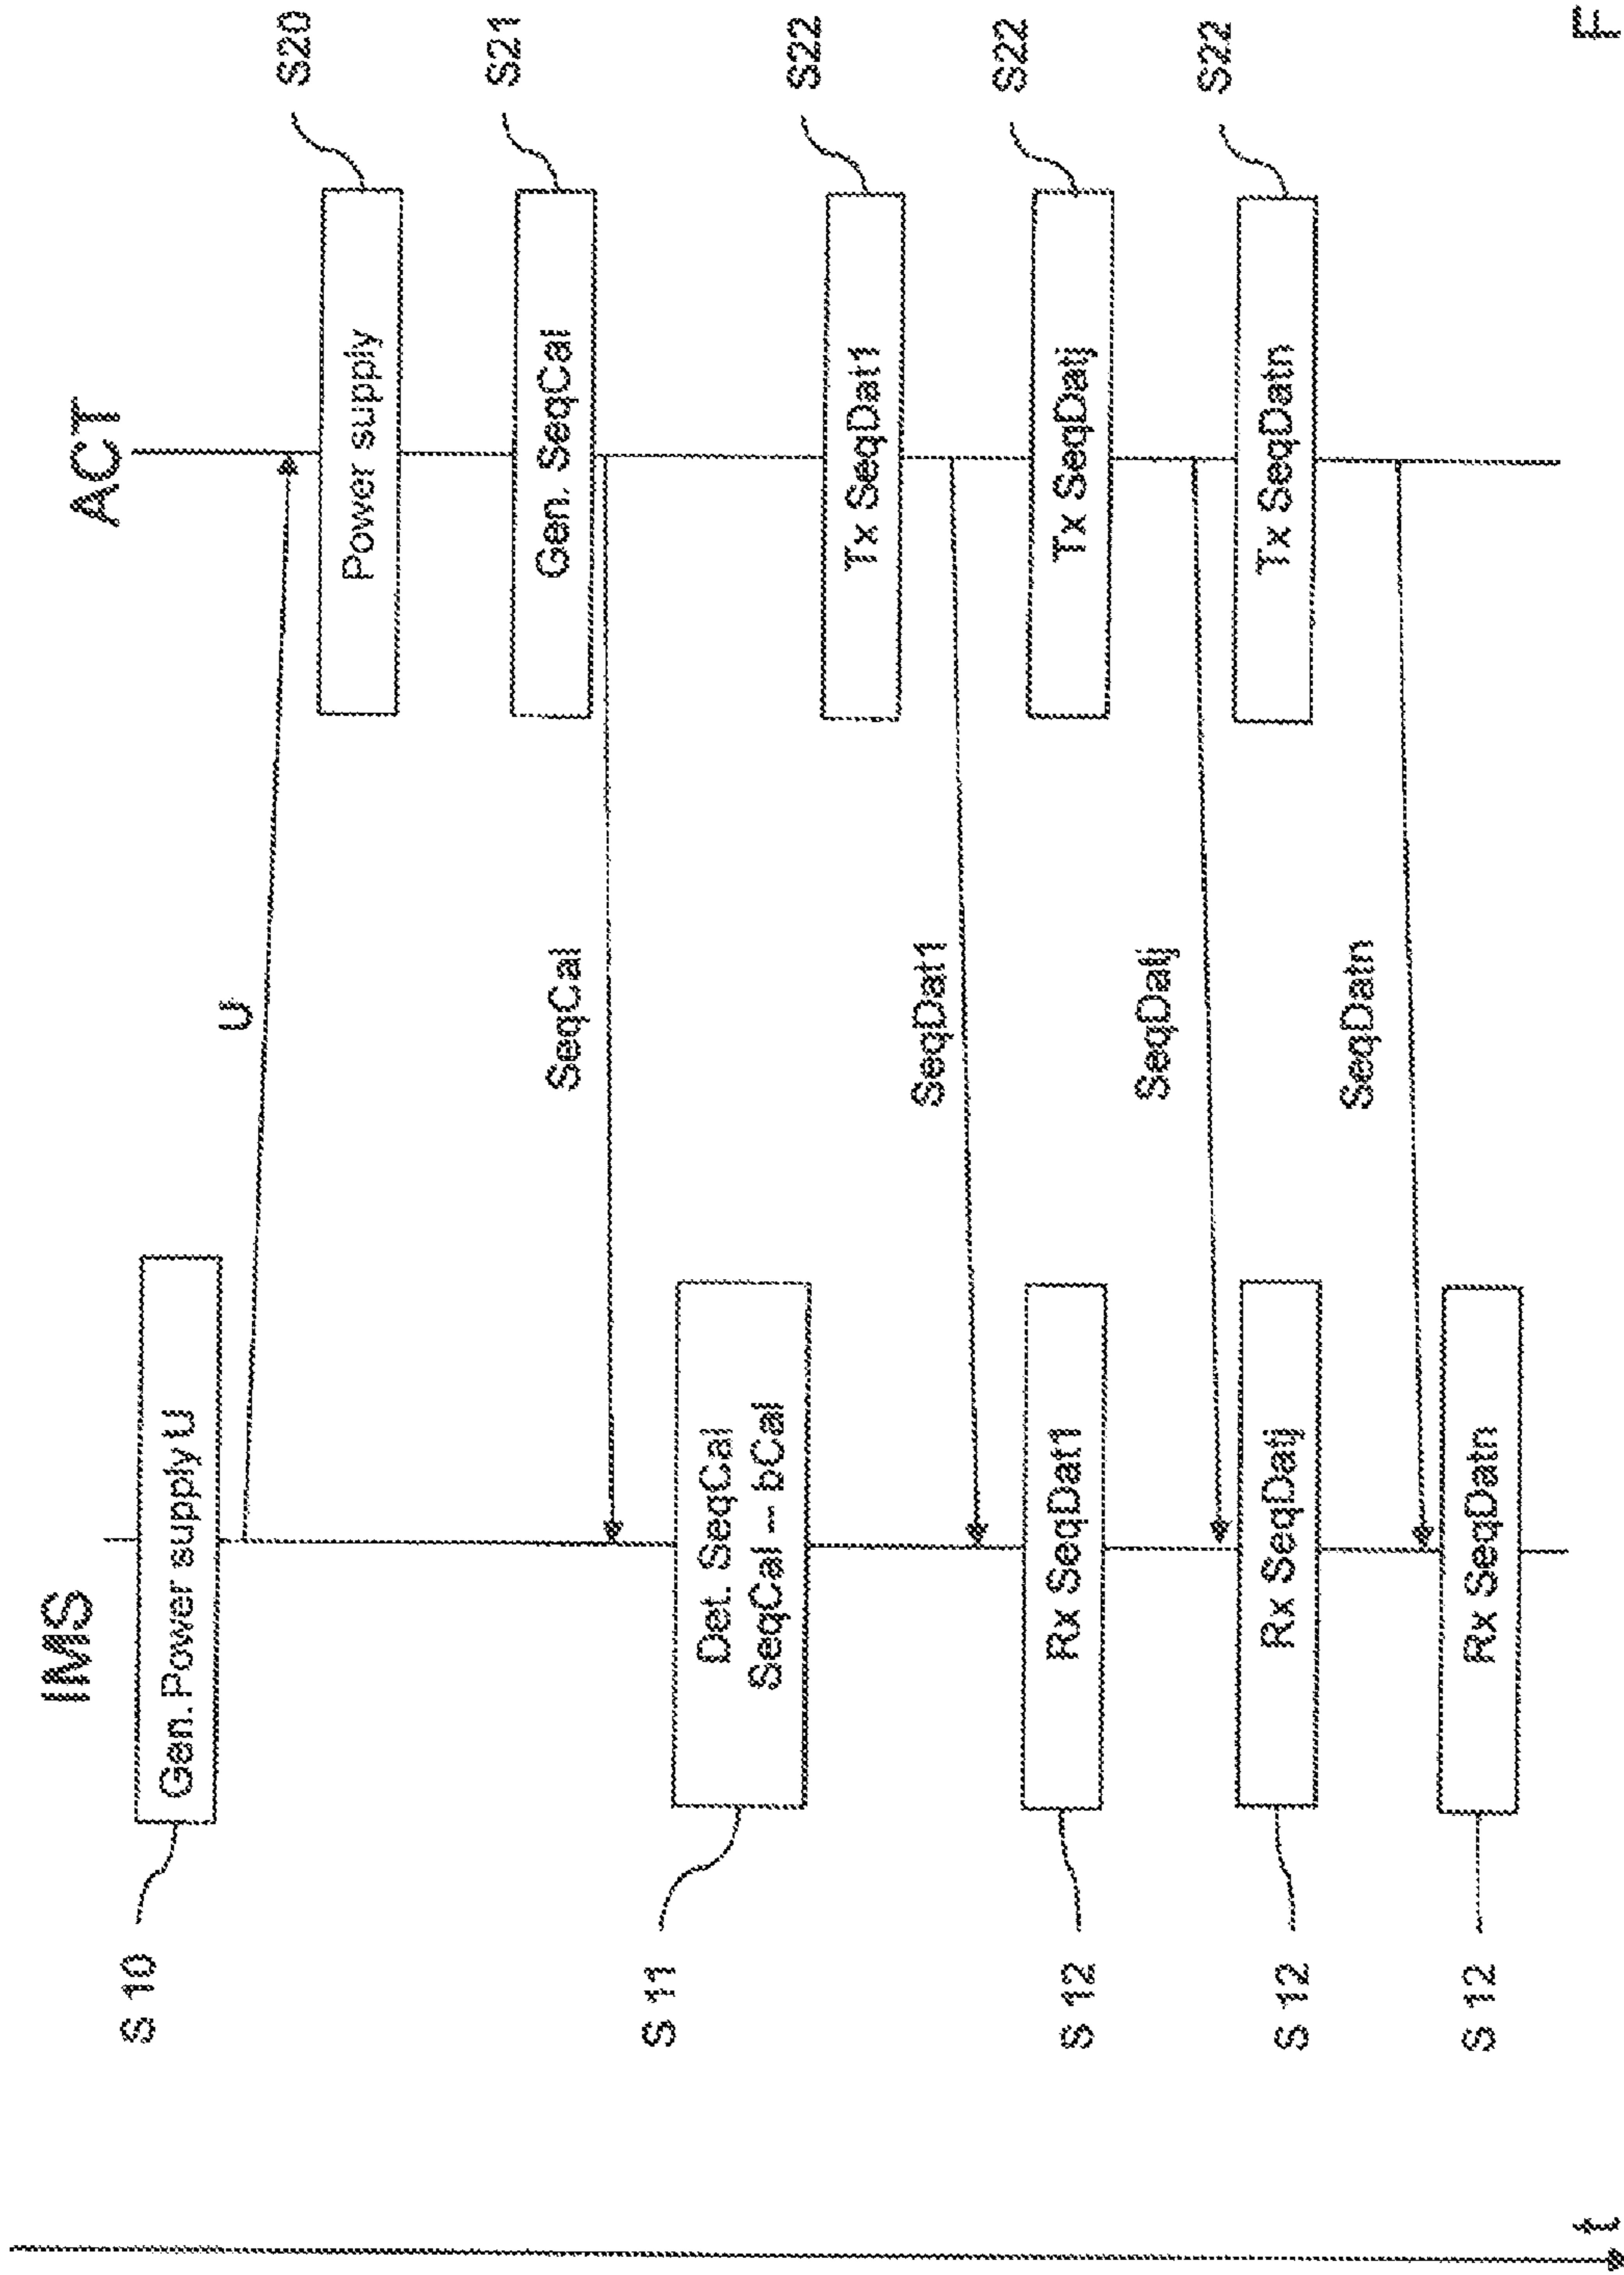 IMS
ACT
S 10
Gen. Power supply U
U
Power supply
S20
Gen. SeqCal
S21
SeqCal
S 11
Det. SeqCal
SeqCal -- bCal
Tx SeqDat1
S22
SeqDat1
S 12
Rx SeqDat1
Tx SeqDatj
S22
SeqDatj
S 12
Rx SeqDatj
Tx SeqDatn
S22
SeqDatn
S 12
Rx SeqDatn
t
F